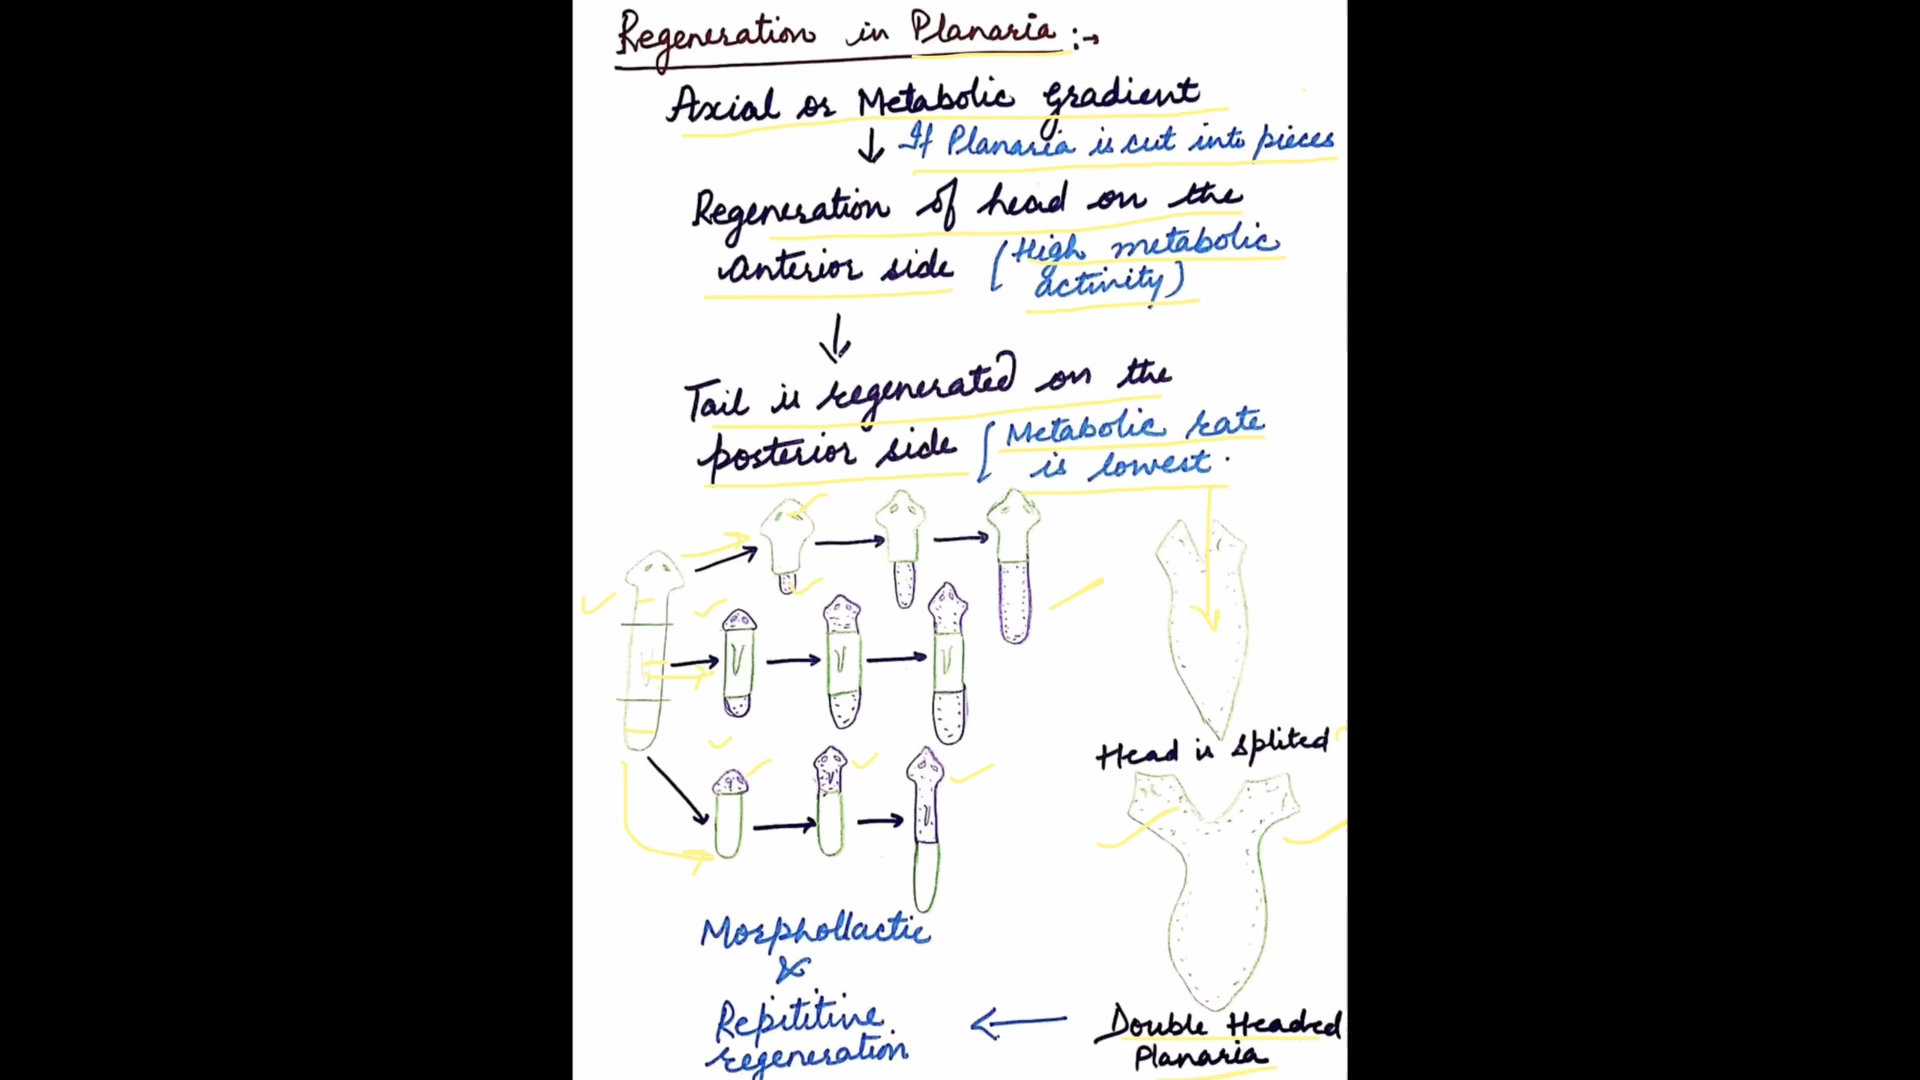 Regeneration in Planaria :→
Axial or Metabolic gradient
↓ If Planaria is cut into pieces
Regeneration of head on the
anterior side (High metabolic
activity)
↓
Tail is regenerated on the
posterior side [Metabolic rate
is lowest.
Head is splited
Morphollactic
&
Repititive
regeneration
Double Headed
Planaria